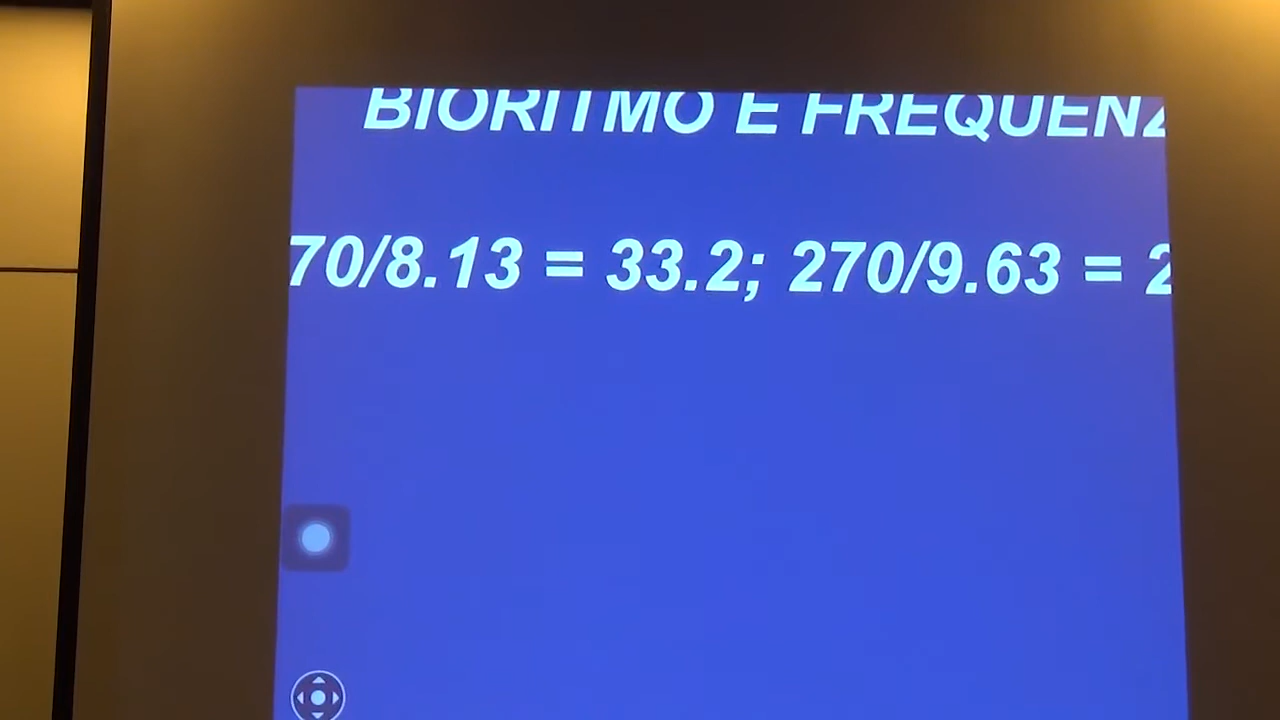 BIORITMO E FREQUENZ
70/8.13 = 33.2; 270/9.63 = 2